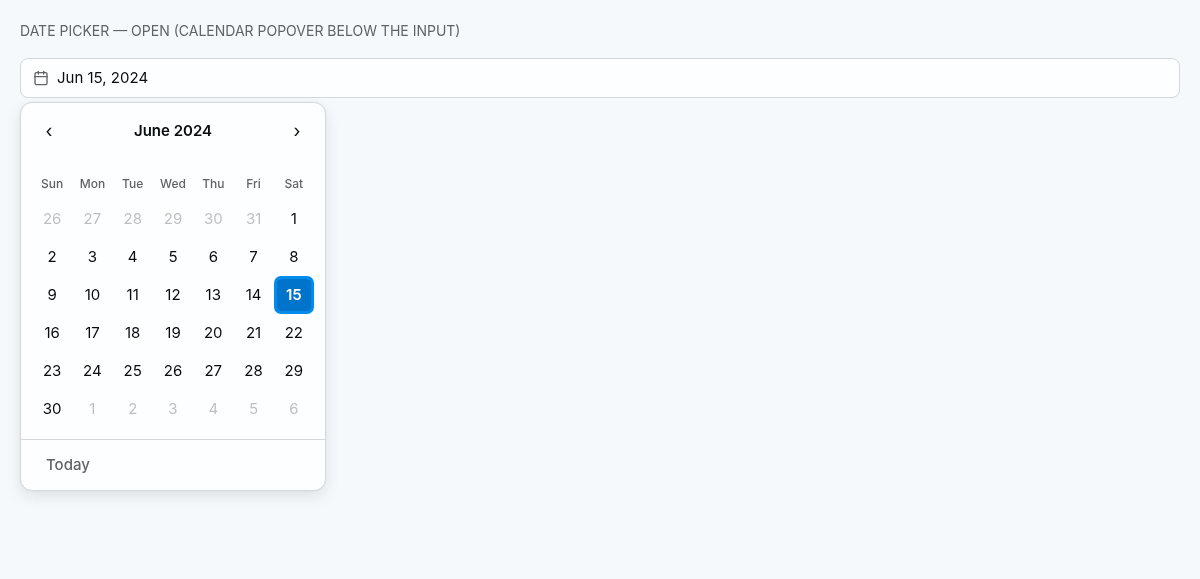 DATE PICKER — OPEN (CALENDAR POPOVER BELOW THE INPUT)
Jun 15, 2024
‹ June 2024 ›
Sun Mon Tue Wed Thu Fri Sat
26 27 28 29 30 31 1
2 3 4 5 6 7 8
9 10 11 12 13 14 15
16 17 18 19 20 21 22
23 24 25 26 27 28 29
30 1 2 3 4 5 6
Today